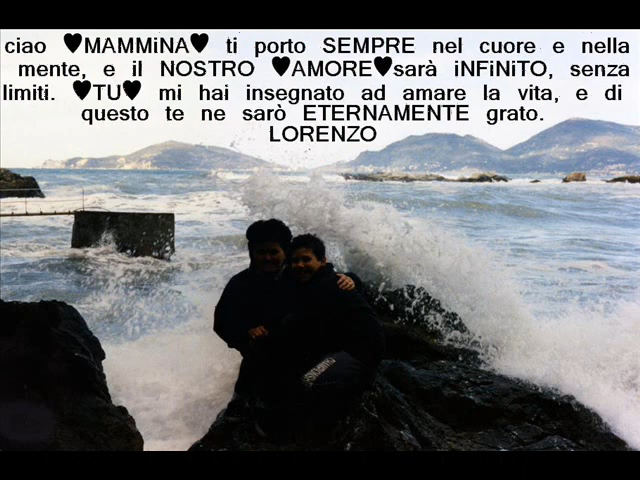 ciao ♥MAMMiNA♥ ti porto SEMPRE nel cuore e nella
mente, e il NOSTRO ♥AMORE♥sarà iNFiNiTO, senza
limiti. ♥TU♥ mi hai insegnato ad amare la vita, e di
questo te ne sarò ETERNAMENTE grato.
LORENZO